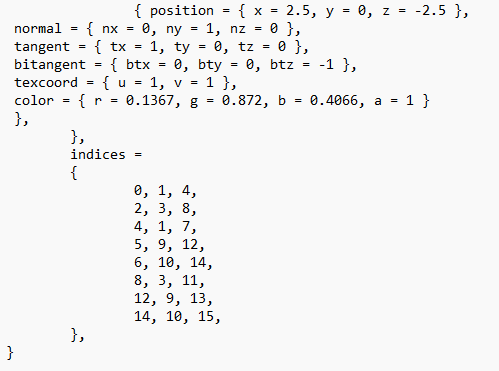 { position = { x = 2.5, y = 0, z = -2.5 },
normal = { nx = 0, ny = 1, nz = 0 },
tangent = { tx = 1, ty = 0, tz = 0 },
bitangent = { btx = 0, bty = 0, btz = -1 },
texcoord = { u = 1, v = 1 },
color = { r = 0.1367, g = 0.872, b = 0.4066, a = 1 }
},
},
indices =
{
0, 1, 4,
2, 3, 8,
4, 1, 7,
5, 9, 12,
6, 10, 14,
8, 3, 11,
12, 9, 13,
14, 10, 15,
},
}